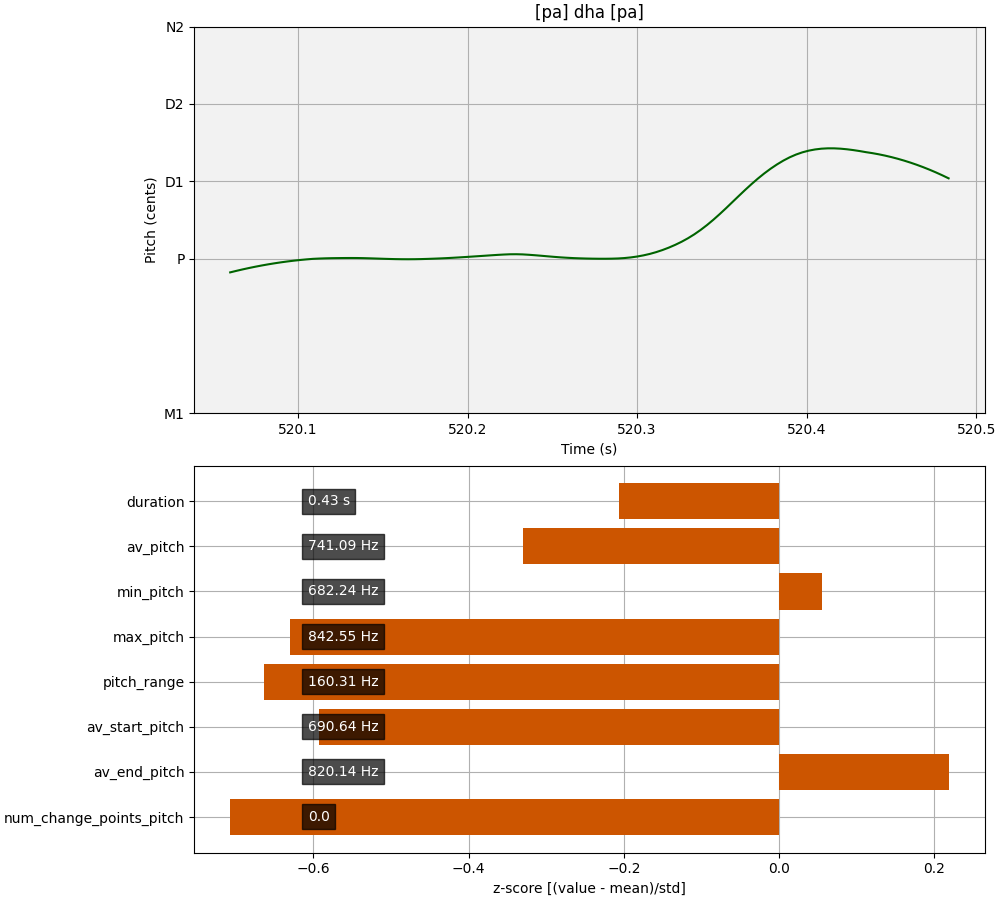 [pa] dha [pa]
N2
D2
D1
P
M1
Pitch (cents)
520.1 520.2 520.3 520.4 520.5
Time (s)
duration 0.43 s
av_pitch 741.09 Hz
min_pitch 682.24 Hz
max_pitch 842.55 Hz
pitch_range 160.31 Hz
av_start_pitch 690.64 Hz
av_end_pitch 820.14 Hz
num_change_points_pitch 0.0
−0.6 −0.4 −0.2 0.0 0.2
z-score [(value - mean)/std]